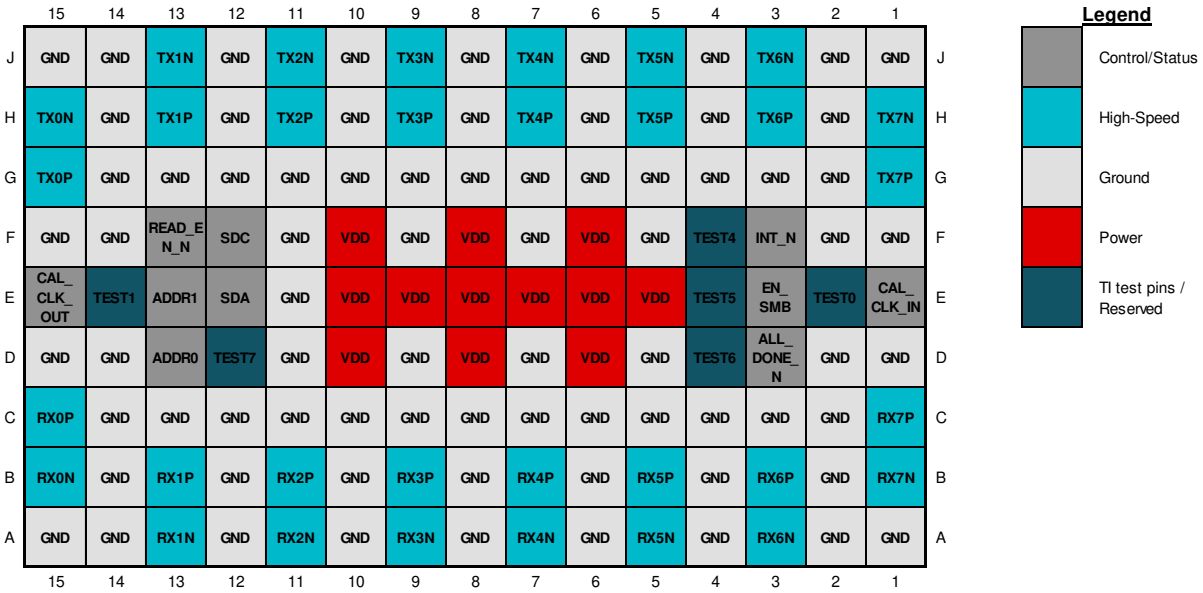 15 14 13 12 11 10 9 8 7 6 5 4 3 2 1
Legend
J GND GND TX1N GND TX2N GND TX3N GND TX4N GND TX5N GND TX6N GND GND J
Control/Status
H TX0N GND TX1P GND TX2P GND TX3P GND TX4P GND TX5P GND TX6P GND TX7N H
High-Speed
G TX0P GND GND GND GND GND GND GND GND GND GND GND GND GND TX7P G
Ground
F GND GND READ_E
N_N SDC GND VDD GND VDD GND VDD GND TEST4 INT_N GND GND F
Power
E CAL_
CLK_
OUT TEST1 ADDR1 SDA GND VDD VDD VDD VDD VDD VDD TEST5 EN_
SMB TEST0 CAL_
CLK_IN E
TI test pins /
Reserved
D GND GND ADDR0 TEST7 GND VDD GND VDD GND VDD GND TEST6 ALL_
DONE_
N GND GND D
C RX0P GND GND GND GND GND GND GND GND GND GND GND GND GND RX7P C
B RX0N GND RX1P GND RX2P GND RX3P GND RX4P GND RX5P GND RX6P GND RX7N B
A GND GND RX1N GND RX2N GND RX3N GND RX4N GND RX5N GND RX6N GND GND A
15 14 13 12 11 10 9 8 7 6 5 4 3 2 1